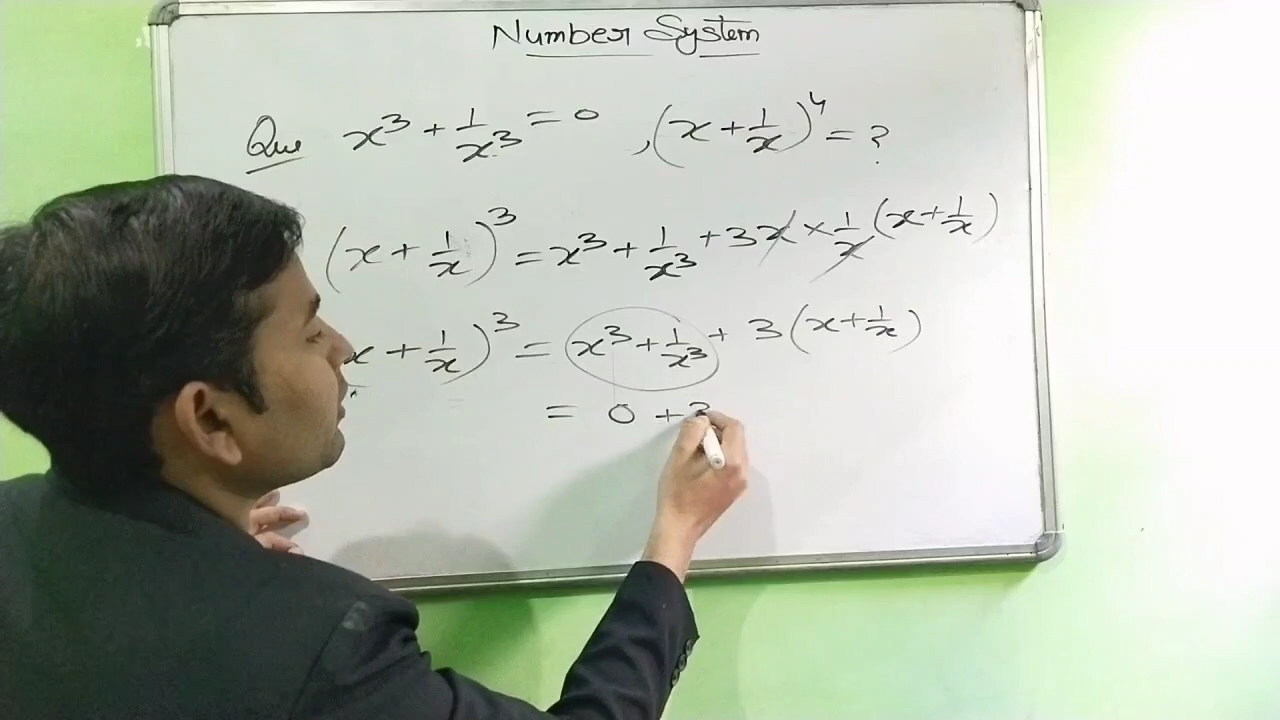 Number System
Que x³ + 1/x³ = 0 , (x + 1/x)⁴ = ?
(x + 1/x)³ = x³ + 1/x³ + 3x × 1/x (x + 1/x)
x + 1/x)³ = x³ + 1/x³ + 3(x + 1/x)
= 0 + 3